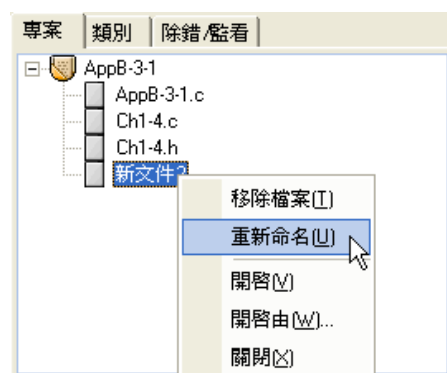 專案 類別 除錯/監看
AppB-3-1
AppB-3-1.c
Ch1-4.c
Ch1-4.h
新文件2
移除檔案(T)
重新命名(U)
開啓(V)
開啓由(W)...
關閉(X)